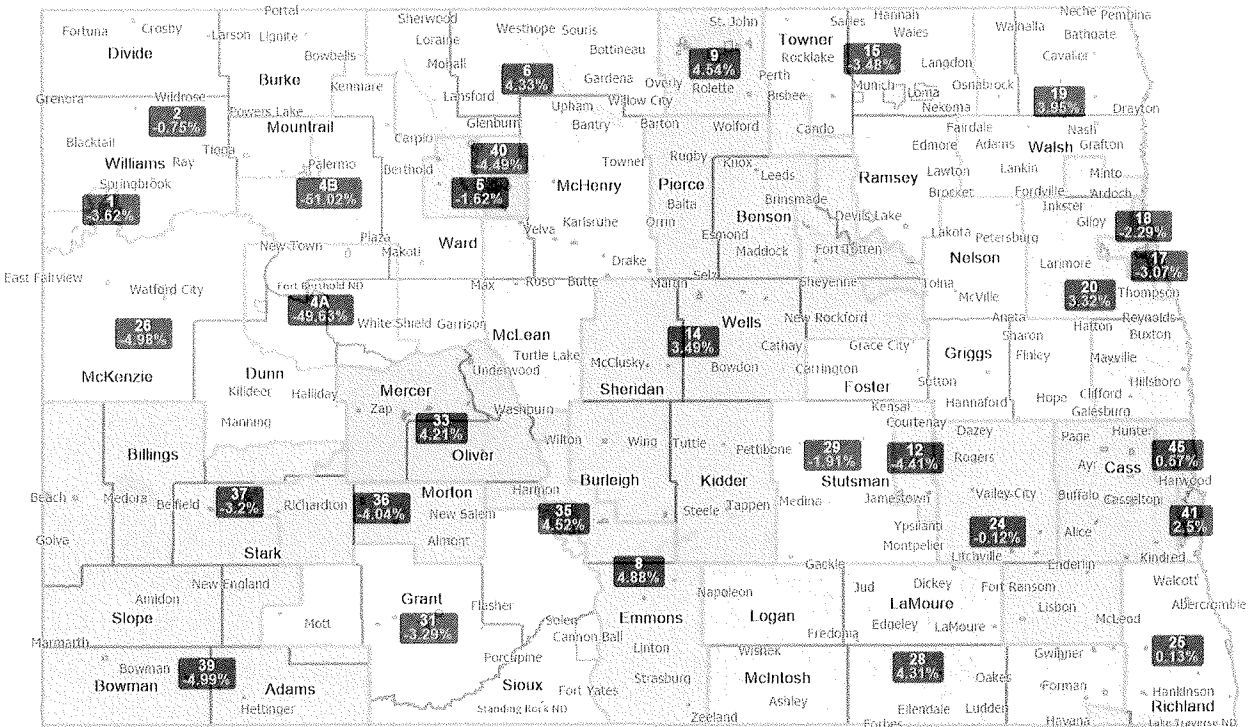 Portal
Fortuna
Crosby
Larson
Lignite
Sherwood
Westhope
Souris
St. John
Sarles
Hannah
Wales
Walhalla
Neche
Pembina
Bathgate
Divide
Loraine
Bottineau
Towner
Rocklake
15
-3.48%
Cavalier
Burke
Bowbells
Mohall
6
4.33%
9
4.54%
Langdon
Grenora
Wildrose
Kenmare
Lansford
Gardena
Overly
Rolette
Perth
Bisbee
Munich
Loma
Osnabrock
19
3.95%
Drayton
2
-0.75%
Powers Lake
Upham
Willow City
Nekoma
Mountrail
Glenburn
Bantry
Barton
Wolford
Cando
Fairdale
Nash
Blacktail
Carpio
Edmore
Adams
Walsh
Grafton
Williams
Ray
Tioga
Palermo
Berthold
40
-4.49%
Towner
Rugby
Knox
Leeds
Ramsey
Lawton
Lankin
Minto
Springbrook
4B
-51.02%
5
-1.62%
McHenry
Pierce
Balta
Brinsmade
Brocket
Fordville
Ardoch
1
-3.62%
Karlsruhe
Orrin
Benson
Devils Lake
Inkster
Gilby
18
-2.29%
Plaza
Ward
Velva
Esmond
Lakota
Petersburg
New Town
Makoti
Drake
Maddock
Fort Totten
Nelson
Larimore
17
-3.07%
East Fairview
Watford City
Fort Berthold ND
Max
Ruso
Butte
Martin
Selz
Sheyenne
Tolna
McVille
20
3.32%
Thompson
4A
-49.63%
White Shield
Garrison
McLean
Wells
New Rockford
Aneta
Sharon
Hatton
Reynolds
Buxton
26
-4.98%
14
3.49%
Cathay
Grace City
Griggs
Finley
Mayville
McKenzie
Dunn
Killdeer
Halliday
Mercer
Turtle Lake
Underwood
McClusky
Bowdon
Carrington
Foster
Sutton
Hillsboro
Sheridan
Hannaford
Hope
Clifford
Galesburg
Manning
Zap
Washburn
Kensal
33
4.21%
Courtenay
Dazey
Page
Hunter
Billings
Oliver
Wilton
Wing
Tuttle
Pettibone
29
-1.91%
12
-4.41%
Rogers
Ayr
Cass
45
0.57%
Beach
Medora
Belfield
37
-3.2%
Richardton
36
-4.04%
Morton
Harmon
Burleigh
Kidder
Stutsman
Harwood
New Salem
35
4.52%
Steele
Tappen
Medina
Jamestown
Valley City
Buffalo
Casselton
Golva
Stark
Almont
Ypsilanti
24
-0.12%
Alice
41
2.5%
Montpelier
Litchville
Kindred
8
4.88%
Gackle
Enderlin
New England
Napoleon
Jud
Dickey
Fort Ransom
Walcott
Amidon
Slope
Grant
Flasher
Emmons
Logan
LaMoure
Lisbon
McLeod
Abercrombie
Mott
31
-3.29%
Solen
Cannon Ball
Fredonia
Edgeley
LaMoure
Marmarth
Linton
Wishek
28
4.31%
Gwinner
25
0.13%
Bowman
39
-4.99%
Porcupine
Strasburg
McIntosh
Oakes
Bowman
Adams
Sioux
Fort Yates
Ashley
Forman
Hankinson
Hettinger
Standing Rock ND
Zeeland
Ellendale
Ludden
Richland
Forbes
Havana
Lake Traverse ND